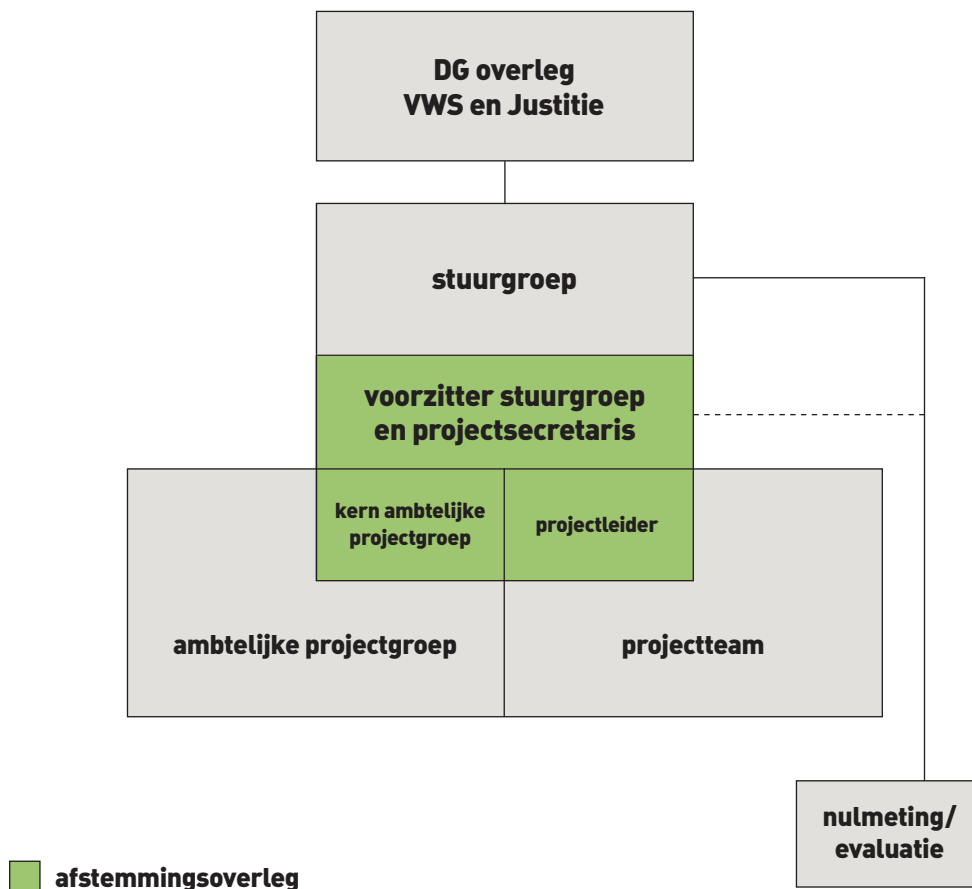 DG overleg
VWS en Justitie
stuurgroep
voorzitter stuurgroep
en projectsecretaris
kern ambtelijke
projectgroep
projectleider
ambtelijke projectgroep
projectteam
nulmeting/
evaluatie
afstemmingsoverleg